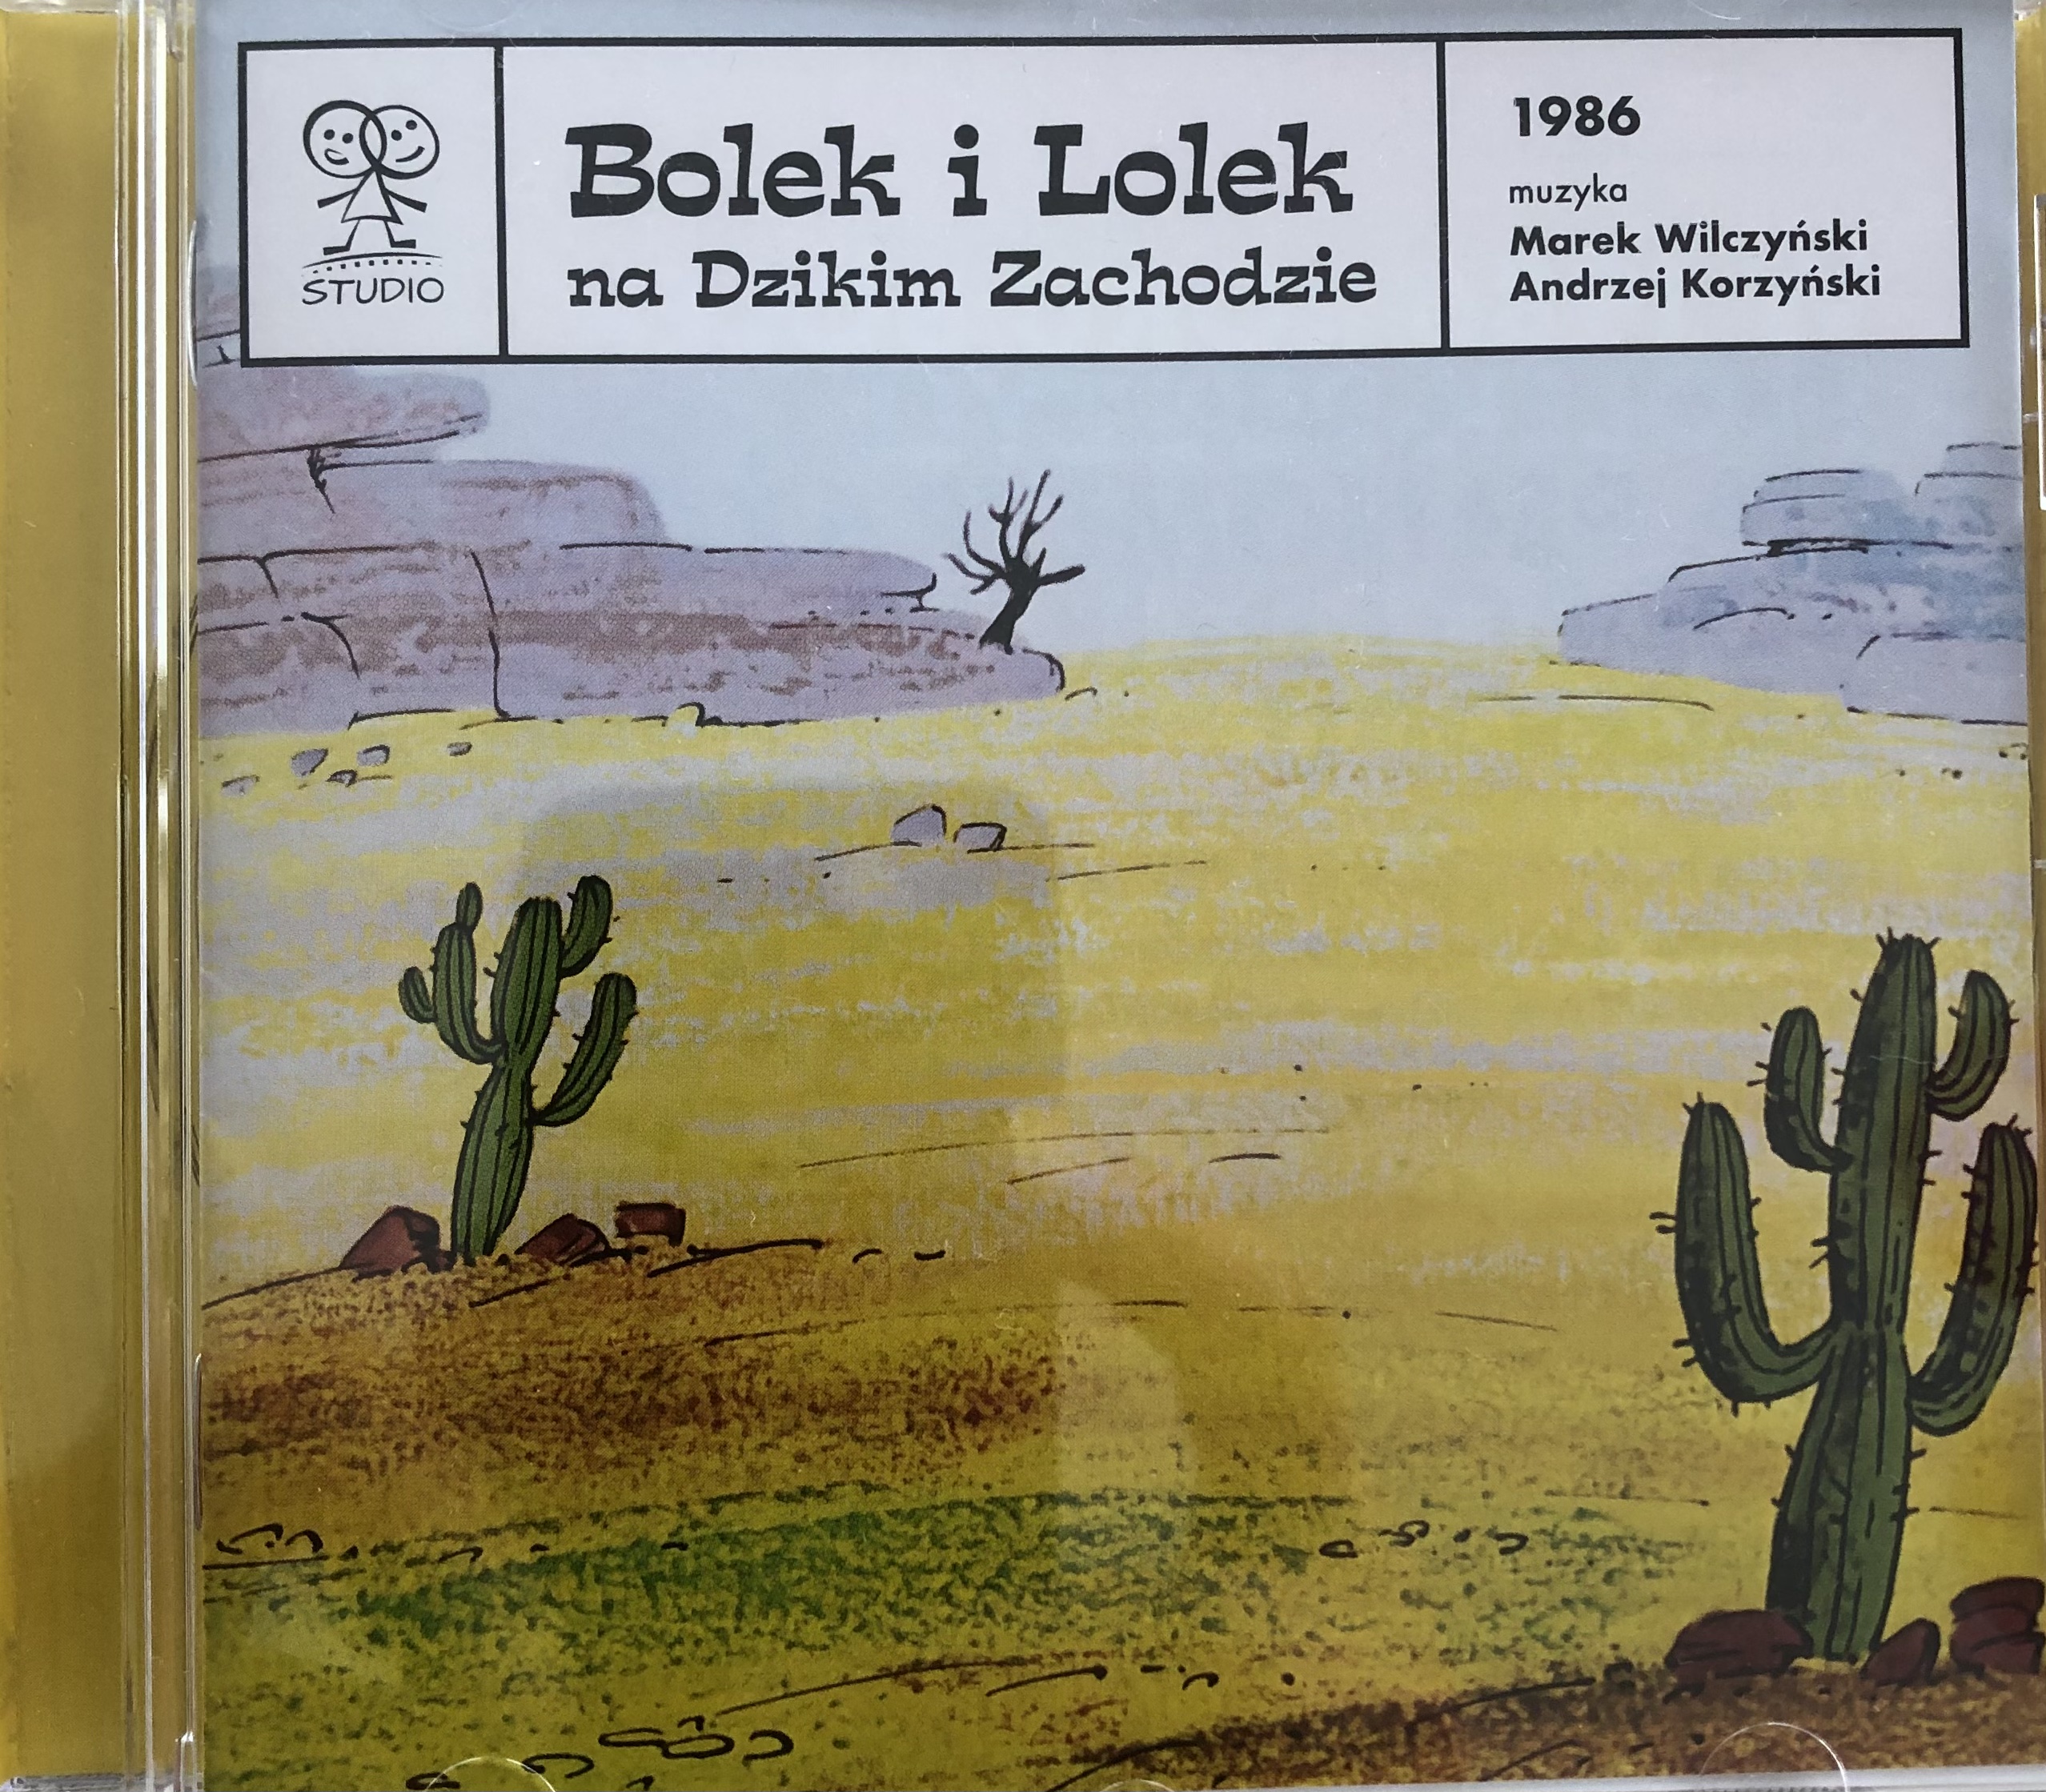 STUDIO
Bolek i Lolek
na Dzikim Zachodzie
1986
muzyka
Marek Wilczyński
Andrzej Korzyński